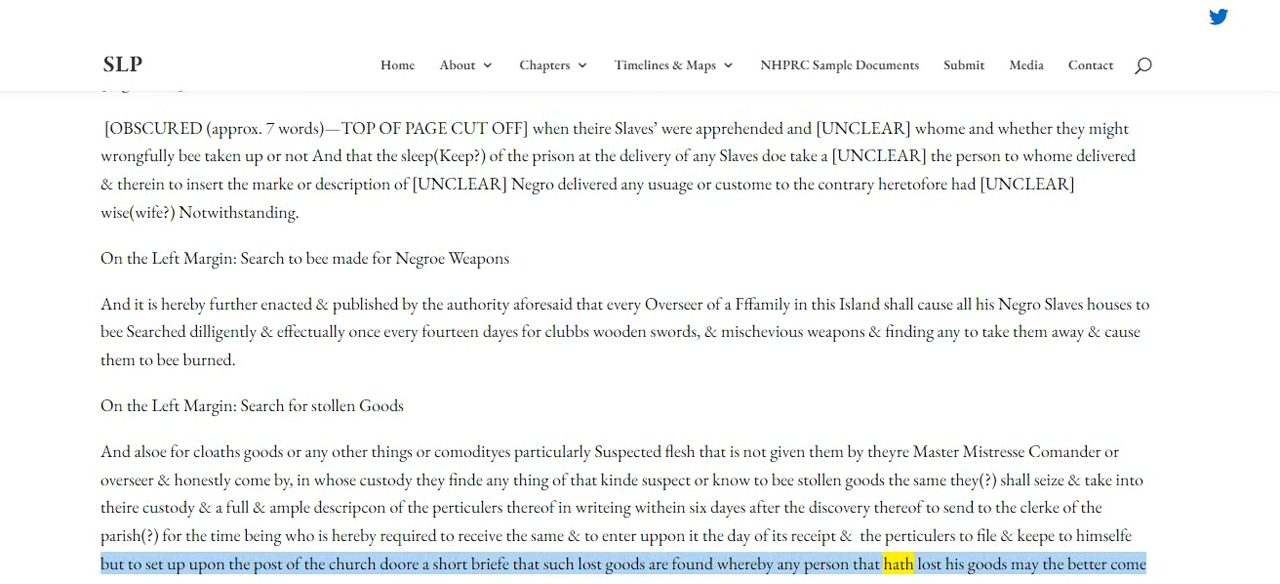 SLP
Home About Chapters Timelines & Maps NHPRC Sample Documents Submit Media Contact
[OBSCURED (approx. 7 words)—TOP OF PAGE CUT OFF] when theire Slaves’ were apprehended and [UNCLEAR] whome and whether they might
wrongfully bee taken up or not And that the sleep(Keep?) of the prison at the delivery of any Slaves doe take a [UNCLEAR] the person to whome delivered
& therein to insert the marke or description of [UNCLEAR] Negro delivered any usuage or custome to the contrary heretofore had [UNCLEAR]
wise(wife?) Notwithstanding.
On the Left Margin: Search to bee made for Negroe Weapons
And it is hereby further enacted & published by the authority aforesaid that every Overseer of a Fffamily in this Island shall cause all his Negro Slaves houses to
bee Searched dilligently & effectually once every fourteen dayes for clubbs wooden swords, & mischevious weapons & finding any to take them away & cause
them to bee burned.
On the Left Margin: Search for stollen Goods
And alsoe for cloaths goods or any other things or comodityes particularly Suspected flesh that is not given them by theyre Master Mistresse Comander or
overseer & honestly come by, in whose custody they finde any thing of that kinde suspect or know to bee stollen goods the same they(?) shall seize & take into
theire custody & a full & ample descripcon of the perticulers thereof in writeing withein six dayes after the discovery thereof to send to the clerke of the
parish(?) for the time being who is hereby required to receive the same & to enter uppon it the day of its receipt & the perticulers to file & keepe to himselfe
but to set up upon the post of the church doore a short briefe that such lost goods are found whereby any person that hath lost his goods may the better come